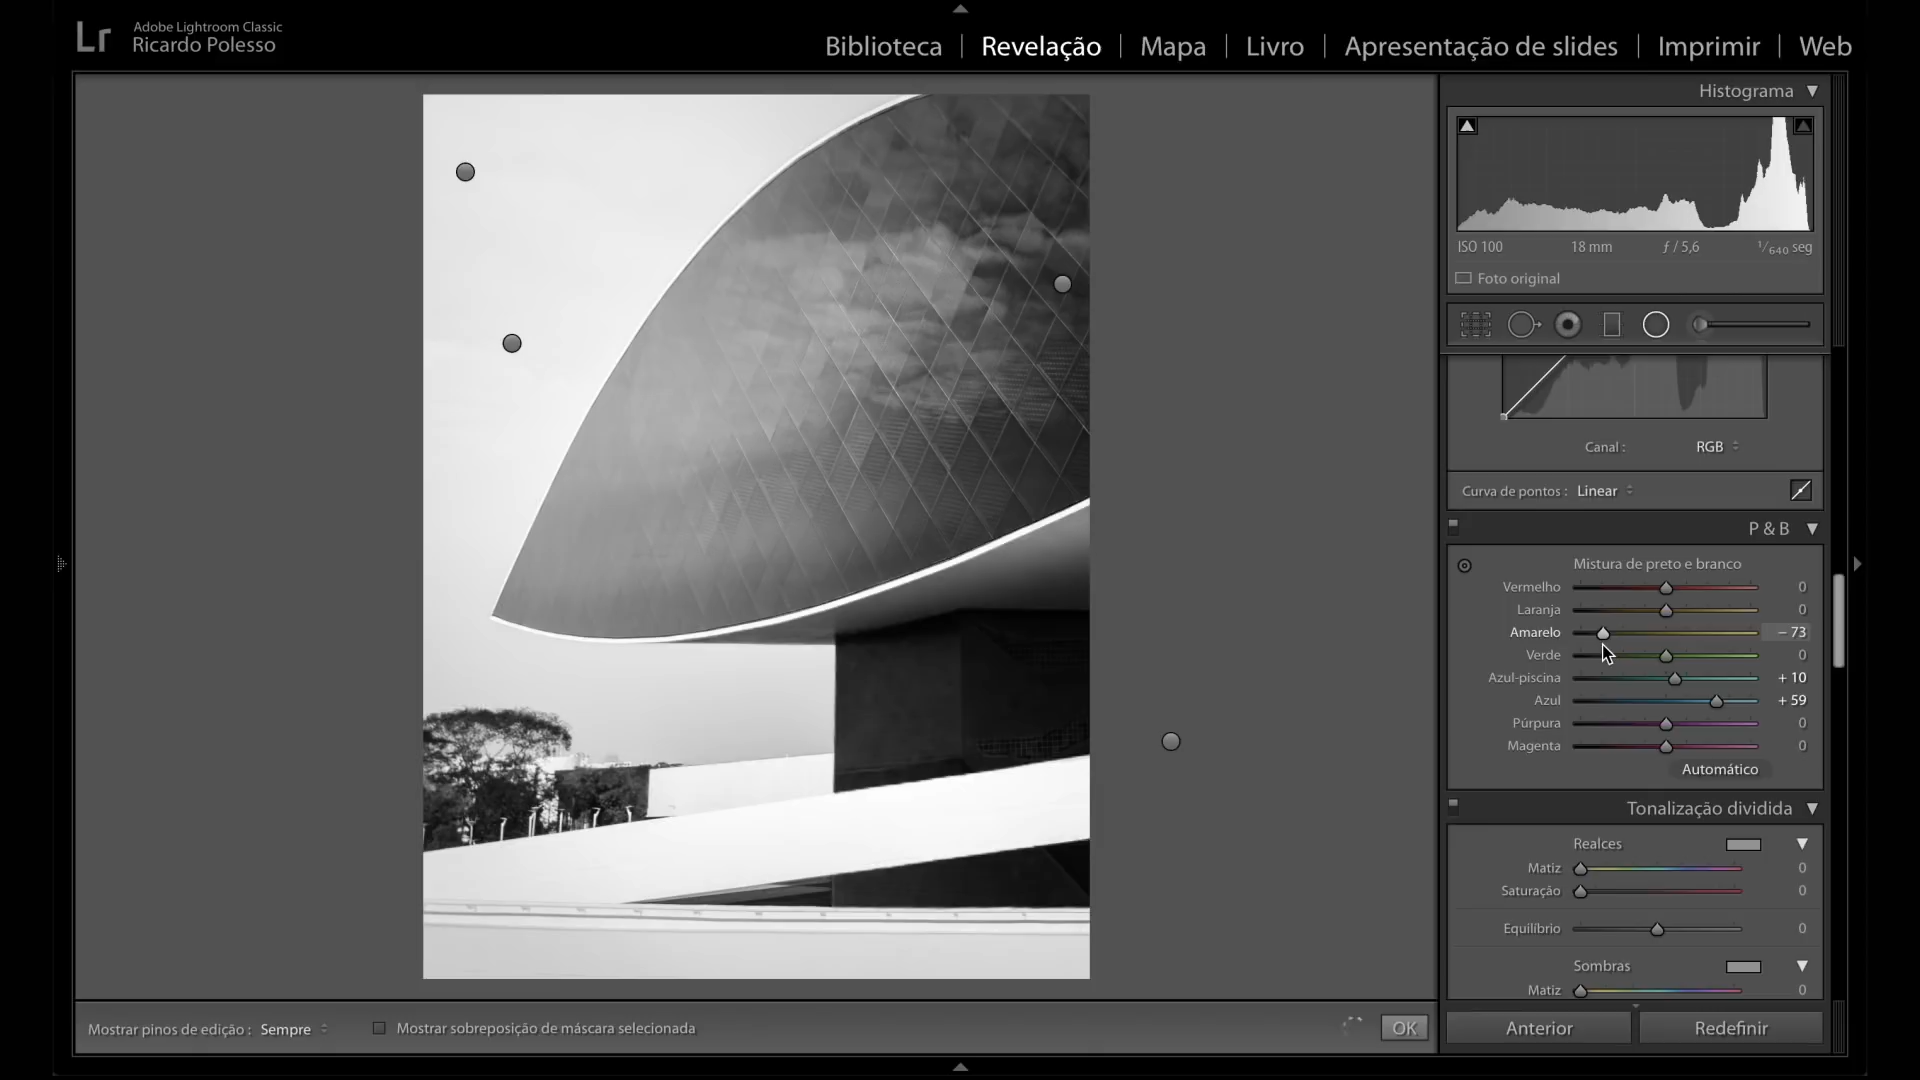 Lr
Adobe Lightroom Classic
Ricardo Polesso
Biblioteca | Revelação | Mapa | Livro | Apresentação de slides | Imprimir | Web
Histograma
ISO 100 18 mm ƒ / 5,6 1/640 seg
Foto original
Canal : RGB
Curva de pontos : Linear
P & B
Mistura de preto e branco
Vermelho 0
Laranja 0
Amarelo – 73
Verde 0
Azul-piscina + 10
Azul + 59
Púrpura 0
Magenta 0
Automático
Tonalização dividida
Realces
Matiz 0
Saturação 0
Equilíbrio 0
Sombras
Matiz 0
Mostrar pinos de edição : Sempre
Mostrar sobreposição de máscara selecionada
OK
Anterior
Redefinir